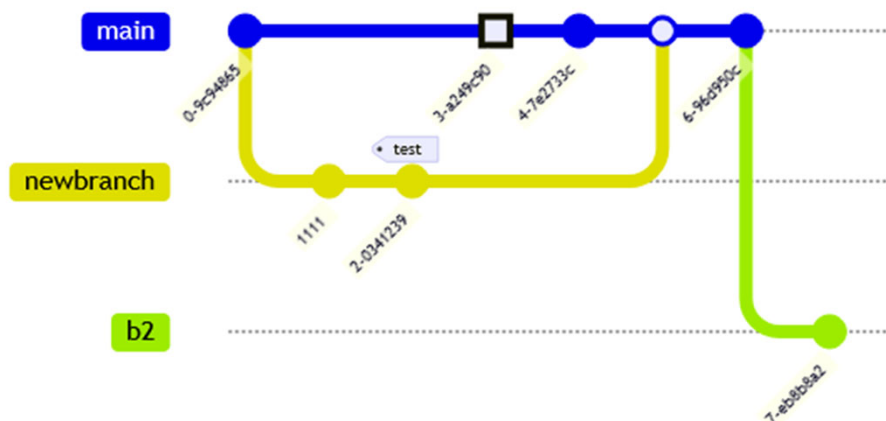 main
0-9c94865
3-a249c90
4-7e2733c
6-96d950c
test
newbranch
1111
2-0341239
b2
7-eb8b8a2